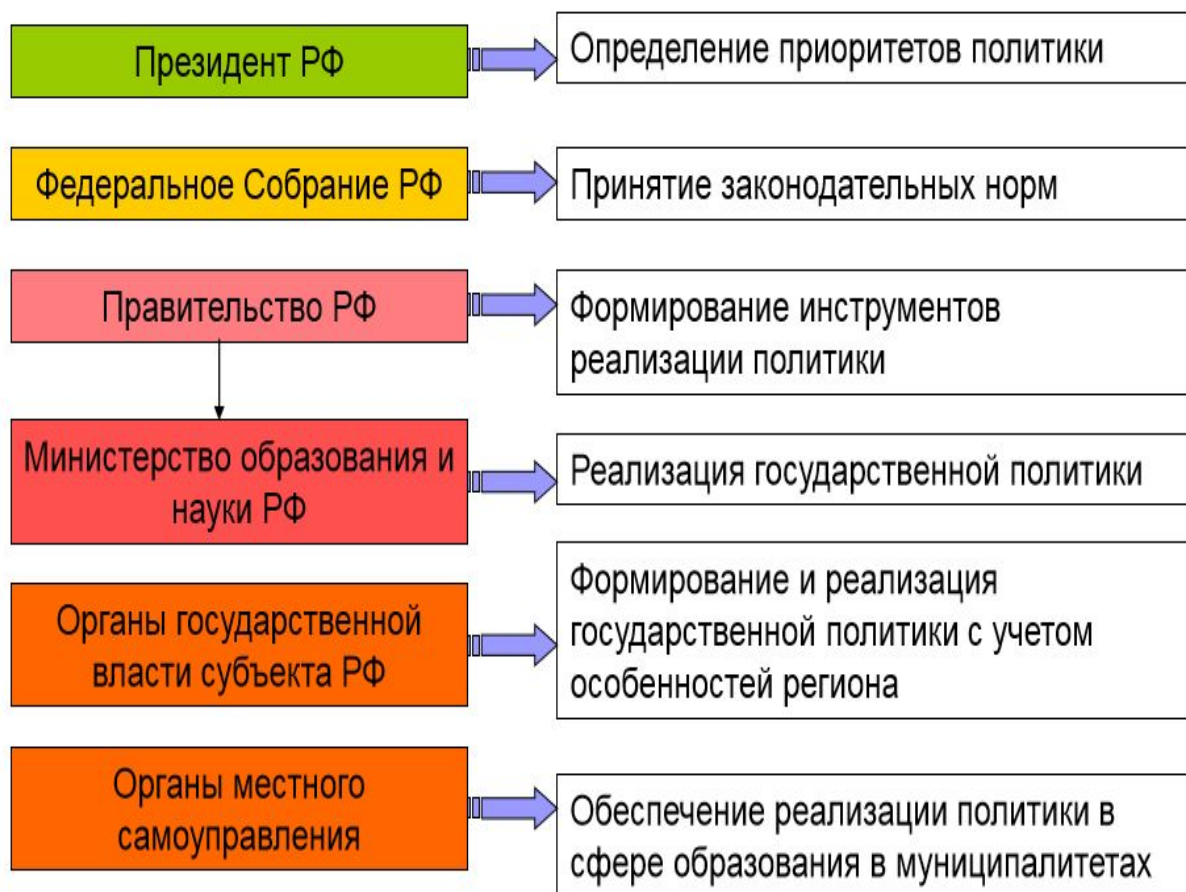 Президент РФ
Определение приоритетов политики
Федеральное Собрание РФ
Принятие законодательных норм
Правительство РФ
Формирование инструментов
реализации политики
Министерство образования и
науки РФ
Реализация государственной политики
Органы государственной
власти субъекта РФ
Формирование и реализация
государственной политики с учетом
особенностей региона
Органы местного
самоуправления
Обеспечение реализации политики в
сфере образования в муниципалитетах